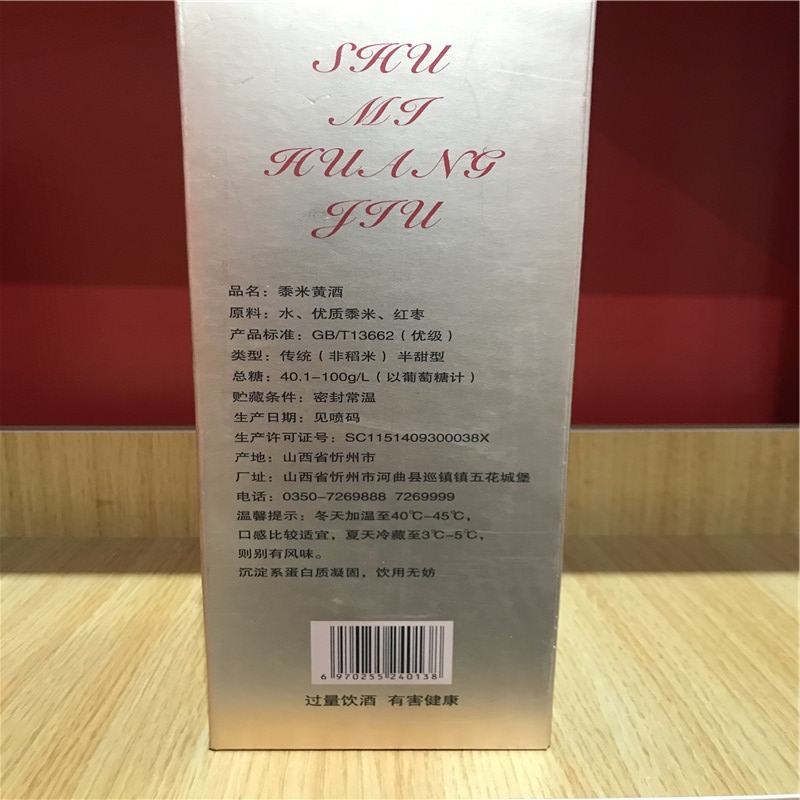 SHU
MI
HUANG
JIU
品名：黍米黄酒
原料：水、优质黍米、红枣
产品标准：GB/T13662（优级）
类型：传统（非稻米）半甜型
总糖：40.1-100g/L（以葡萄糖计）
贮藏条件：密封常温
生产日期：见喷码
生产许可证号：SC1151409300038X
产地：山西省忻州市
厂址：山西省忻州市河曲县巡镇镇五花城堡
电话：0350-7269888 7269999
温馨提示：冬天加温至40℃-45℃，
口感比较适宜，夏天冷藏至3℃-5℃，
则别有风味。
沉淀系蛋白质凝固，饮用无妨
6 970255 240138
过量饮酒 有害健康